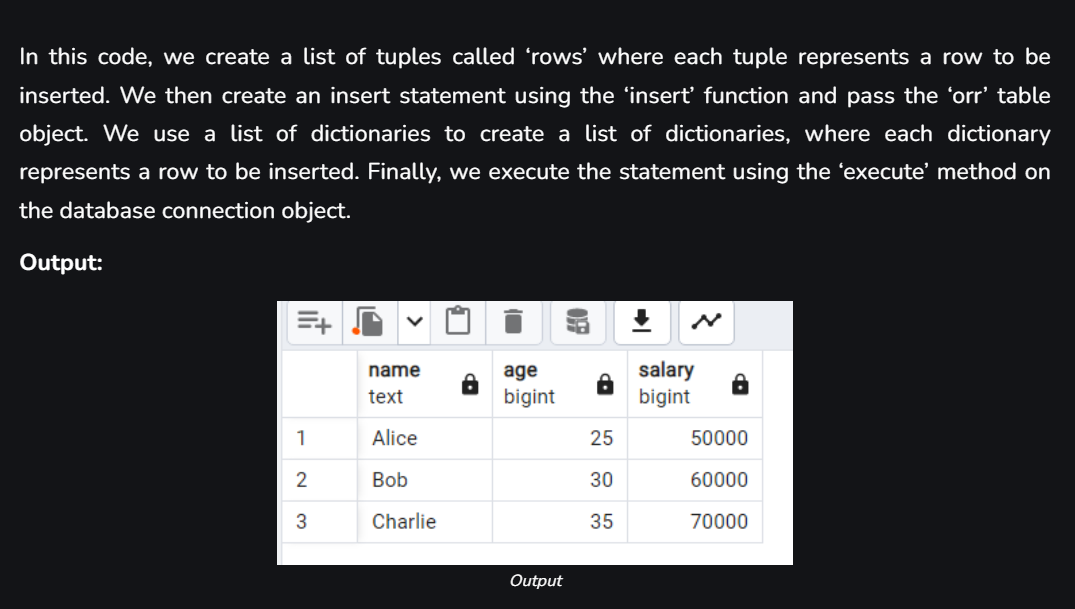 In this code, we create a list of tuples called ‘rows’ where each tuple represents a row to be
inserted. We then create an insert statement using the ‘insert’ function and pass the ‘orr’ table
object. We use a list of dictionaries to create a list of dictionaries, where each dictionary
represents a row to be inserted. Finally, we execute the statement using the ‘execute’ method on
the database connection object.
Output:
name age salary
text bigint bigint
1 Alice 25 50000
2 Bob 30 60000
3 Charlie 35 70000
Output